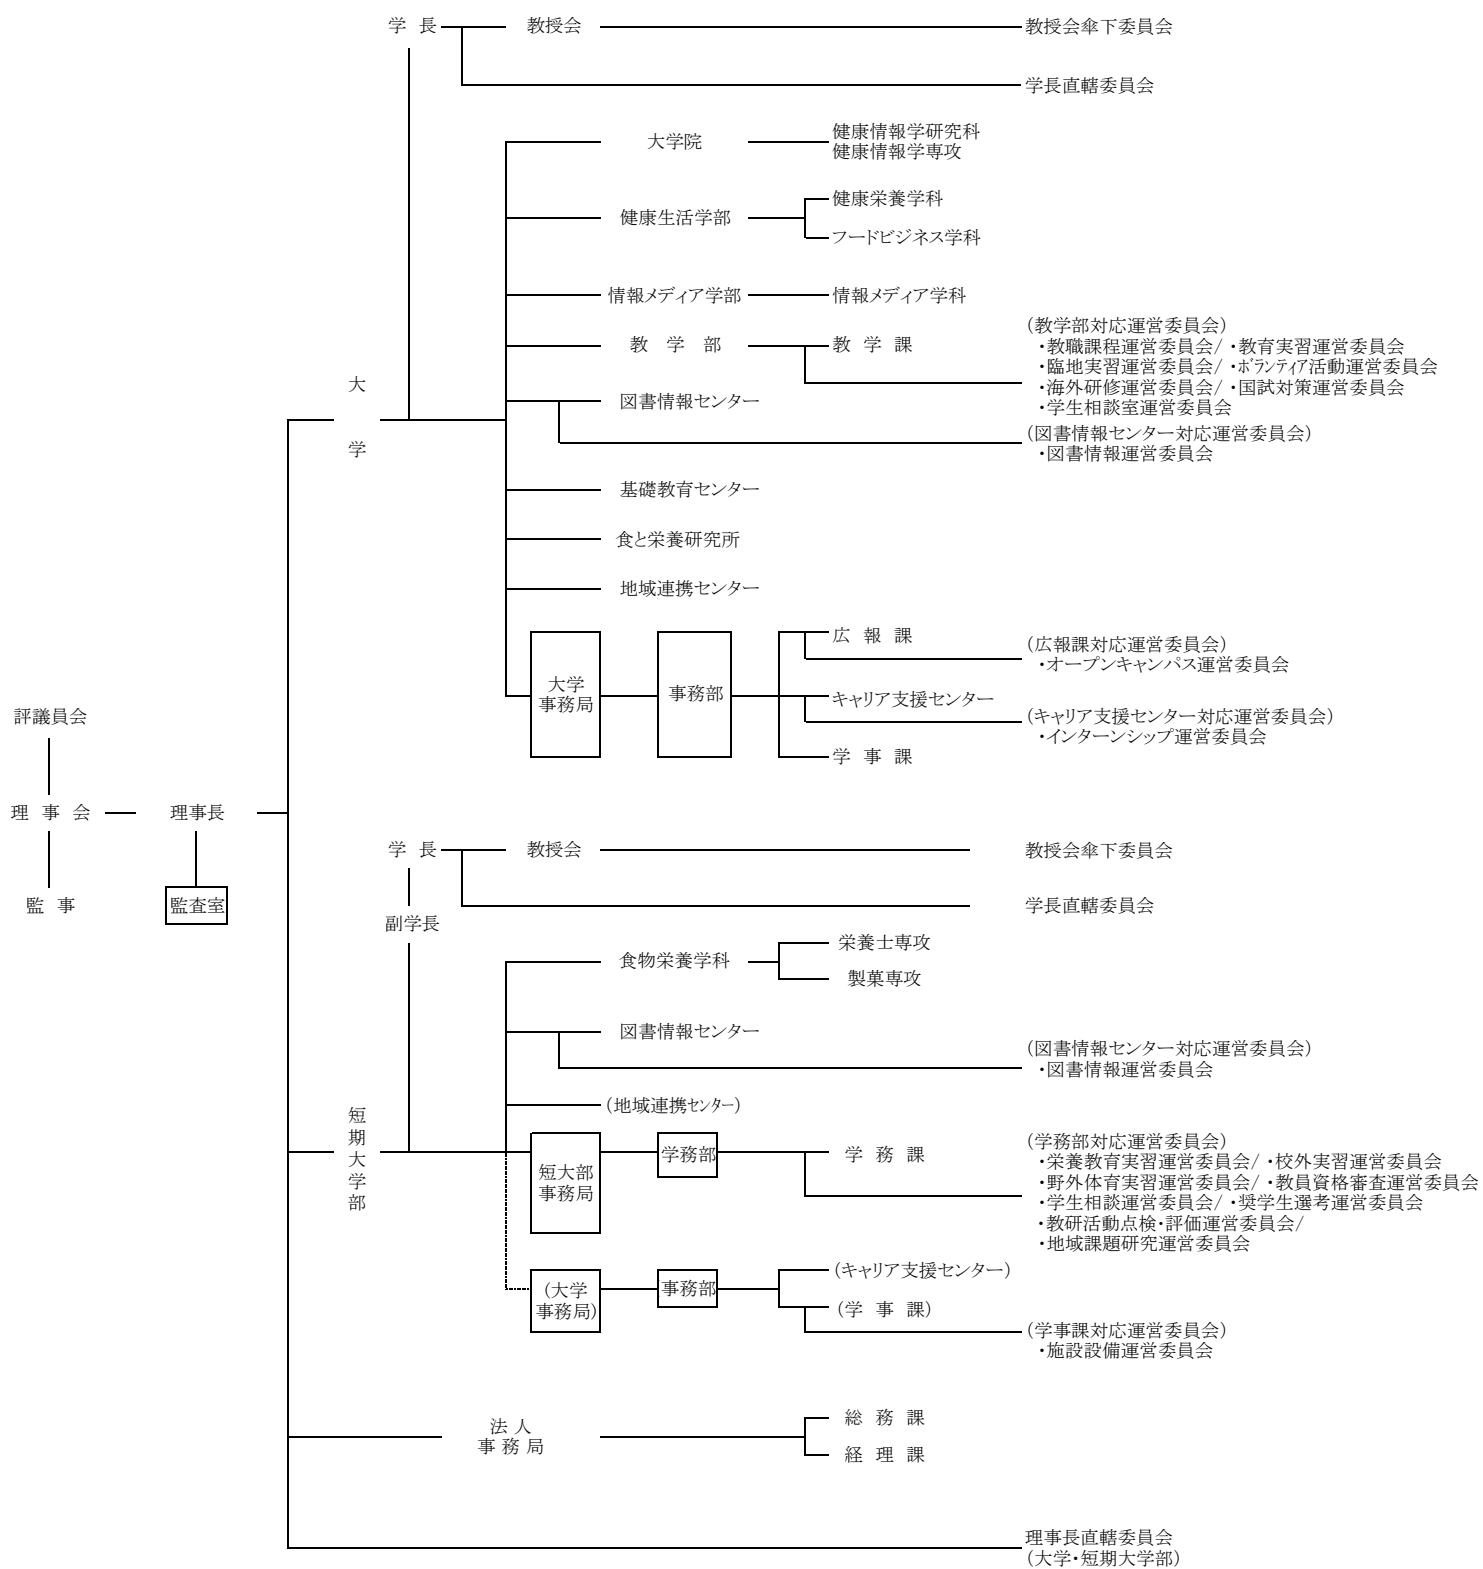 学 長
教授会
教授会傘下委員会
学長直轄委員会
大学院
健康情報学研究科
健康情報学専攻
健康生活学部
健康栄養学科
フードビジネス学科
情報メディア学部
情報メディア学科
教 学 部
教 学 課
(教学部対応運営委員会)
・教職課程運営委員会/ ・教育実習運営委員会
・臨地実習運営委員会/ ・ボランティア活動運営委員会
・海外研修運営委員会/ ・国試対策運営委員会
・学生相談室運営委員会
大
学
図書情報センター
(図書情報センター対応運営委員会)
・図書情報運営委員会
基礎教育センター
食と栄養研究所
地域連携センター
大学
事務局
事務部
広 報 課
(広報課対応運営委員会)
・オープンキャンパス運営委員会
キャリア支援センター
(キャリア支援センター対応運営委員会)
・インターンシップ運営委員会
学 事 課
評議員会
理 事 会
理事長
監 事
監査室
学 長
教授会
教授会傘下委員会
学長直轄委員会
副学長
食物栄養学科
栄養士専攻
製菓専攻
図書情報センター
(図書情報センター対応運営委員会)
・図書情報運営委員会
(地域連携センター)
短
期
大
学
部
短大部
事務局
学務部
学 務 課
(学務部対応運営委員会)
・栄養教育実習運営委員会/ ・校外実習運営委員会
・野外体育実習運営委員会/ ・教員資格審査運営委員会
・学生相談運営委員会/ ・奨学生選考運営委員会
・教研活動点検・評価運営委員会/
・地域課題研究運営委員会
(大学
事務局)
事務部
(キャリア支援センター)
(学 事 課)
(学事課対応運営委員会)
・施設設備運営委員会
法 人
事 務 局
総 務 課
経 理 課
理事長直轄委員会
(大学・短期大学部)